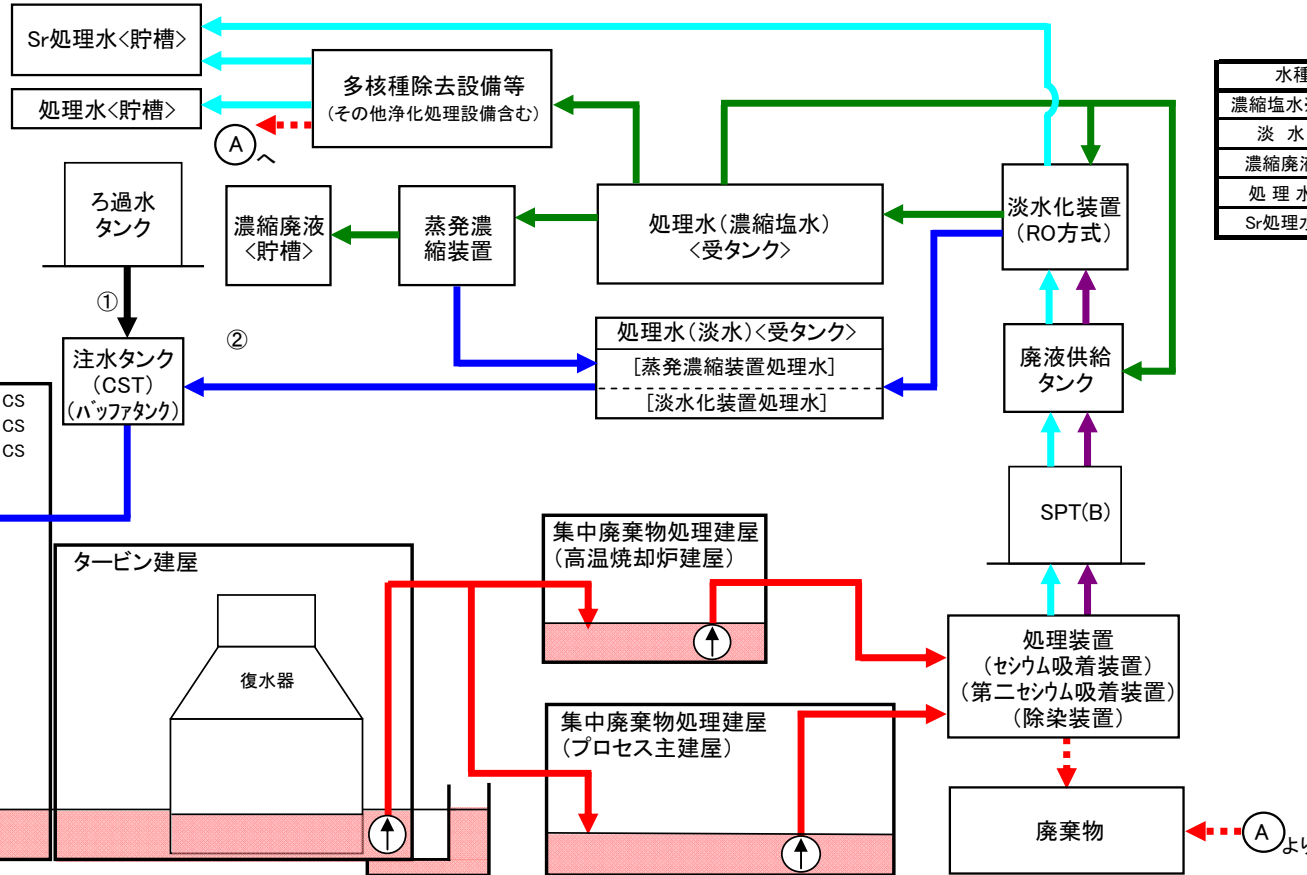 Sr処理水<貯槽>
処理水<貯槽>
多核種除去設備等
(その他浄化処理設備含む)
A
へ
水種
濃縮塩水
淡 水
濃縮廃液
処 理 水
Sr処理水
ろ過水
タンク
濃縮廃液
<貯槽>
蒸発濃
縮装置
処理水(濃縮塩水)
<受タンク>
淡水化装置
(RO方式)
①
②
注水タンク
(CST)
(バッファタンク)
処理水(淡水)<受タンク>
[蒸発濃縮装置処理水]
[淡水化装置処理水]
廃液供給
タンク
CS
CS
CS
SPT(B)
タービン建屋
復水器
集中廃棄物処理建屋
(高温焼却炉建屋)
集中廃棄物処理建屋
(プロセス主建屋)
処理装置
(セシウム吸着装置)
(第二セシウム吸着装置)
(除染装置)
廃棄物
A
より